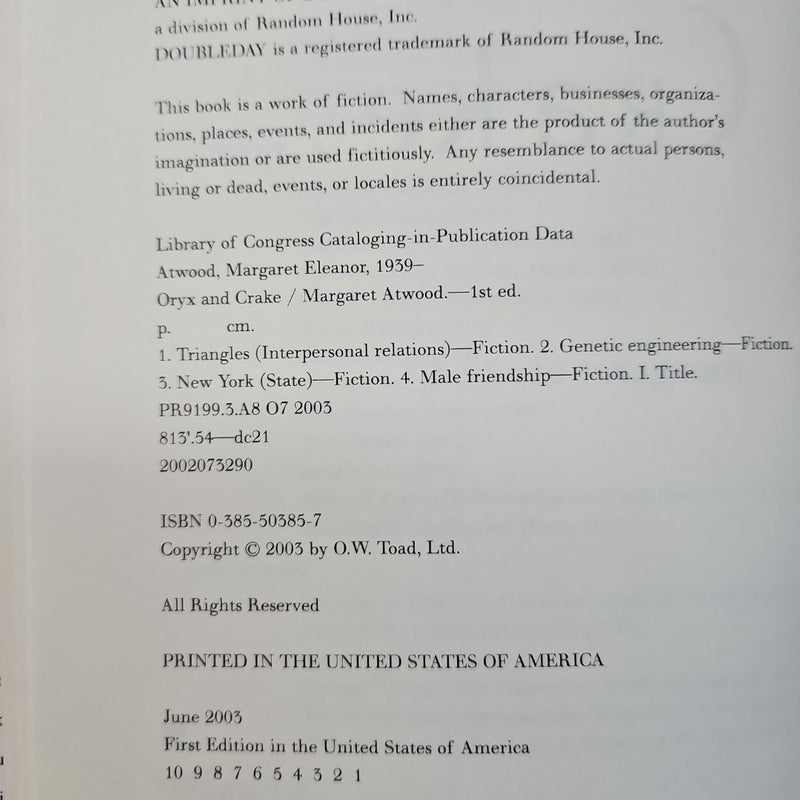 AN IMPRINT OF
a division of Random House, Inc.
DOUBLEDAY is a registered trademark of Random House, Inc.
This book is a work of fiction. Names, characters, businesses, organiza-
tions, places, events, and incidents either are the product of the author's
imagination or are used fictitiously. Any resemblance to actual persons,
living or dead, events, or locales is entirely coincidental.
Library of Congress Cataloging-in-Publication Data
Atwood, Margaret Eleanor, 1939–
Oryx and Crake / Margaret Atwood.—1st ed.
p. cm.
1. Triangles (Interpersonal relations)—Fiction. 2. Genetic engineering—Fiction.
3. New York (State)—Fiction. 4. Male friendship—Fiction. I. Title.
PR9199.3.A8 O7 2003
813'.54—dc21
2002073290
ISBN 0-385-50385-7
Copyright © 2003 by O.W. Toad, Ltd.
All Rights Reserved
PRINTED IN THE UNITED STATES OF AMERICA
June 2003
First Edition in the United States of America
10 9 8 7 6 5 4 3 2 1